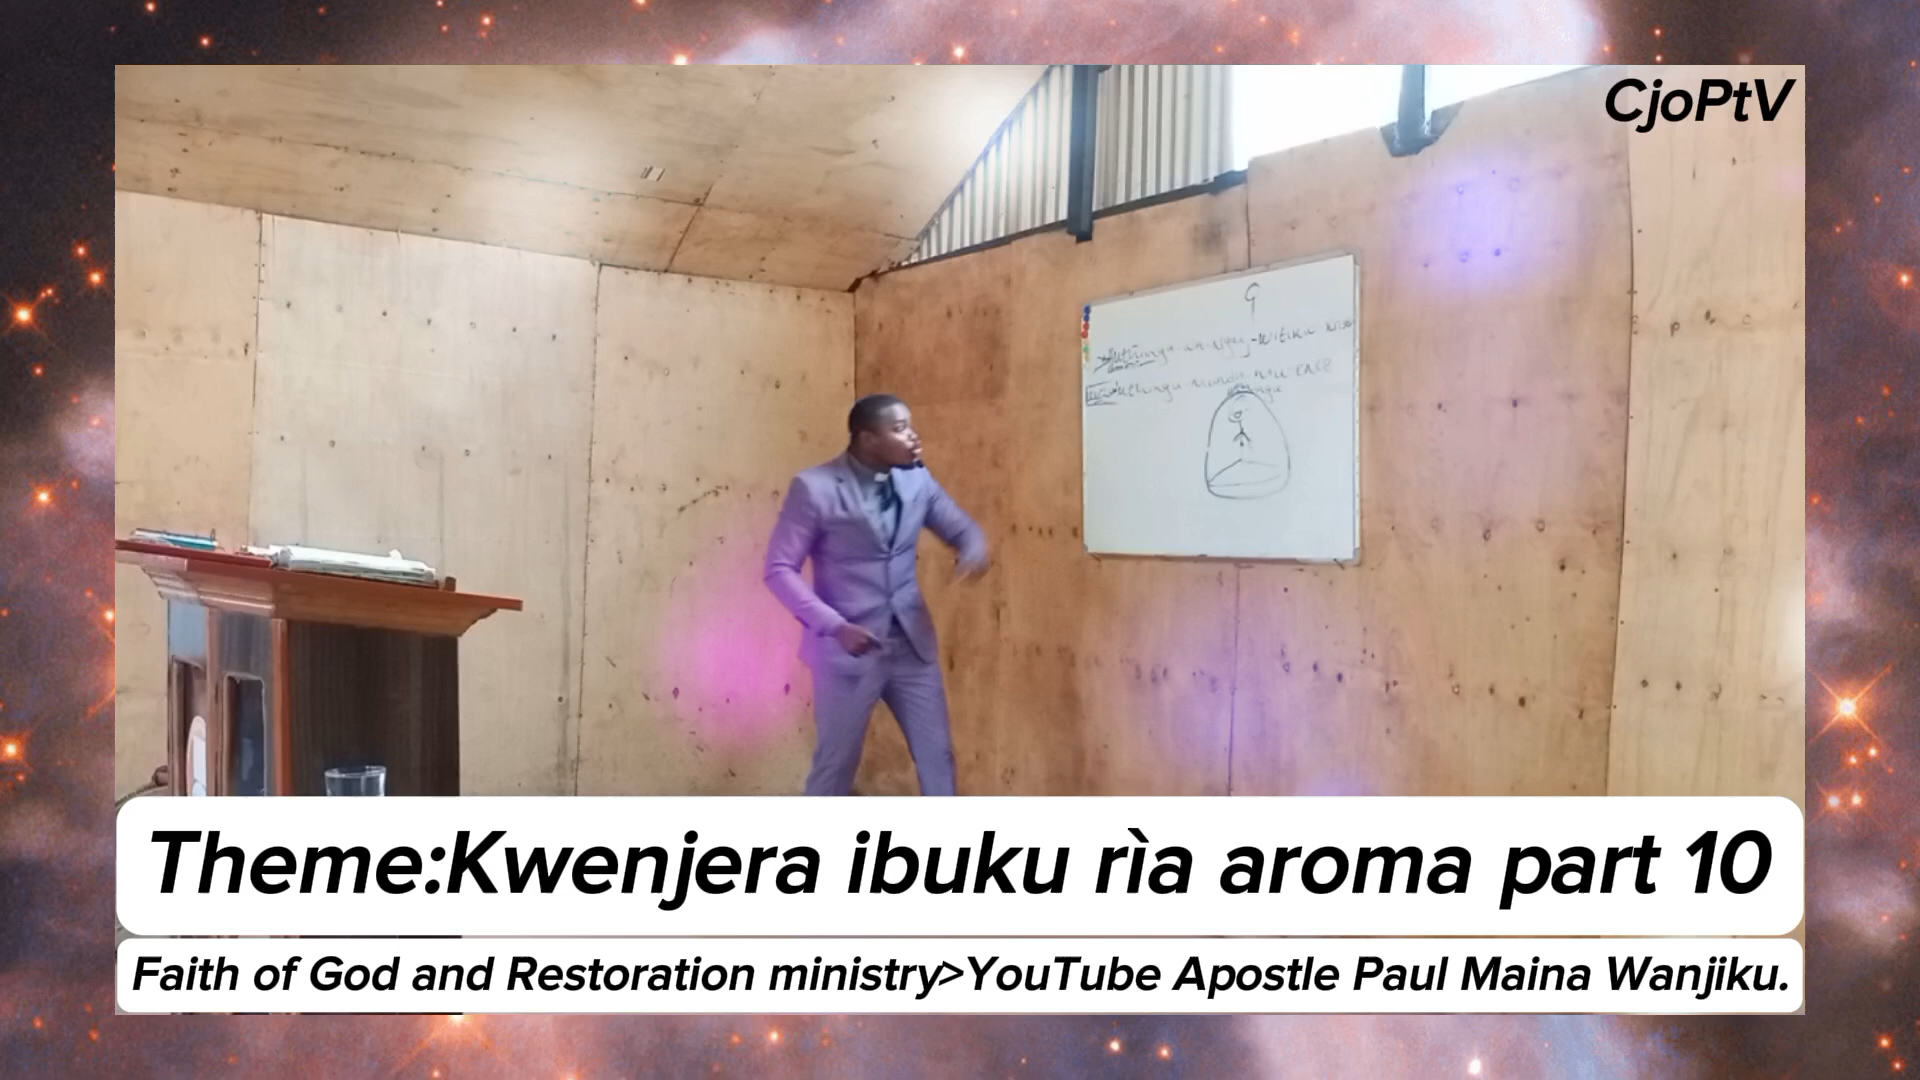 CjoPtV
G
Theme:Kwenjera ibuku rìa aroma part 10
Faith of God and Restoration ministry>YouTube Apostle Paul Maina Wanjiku.